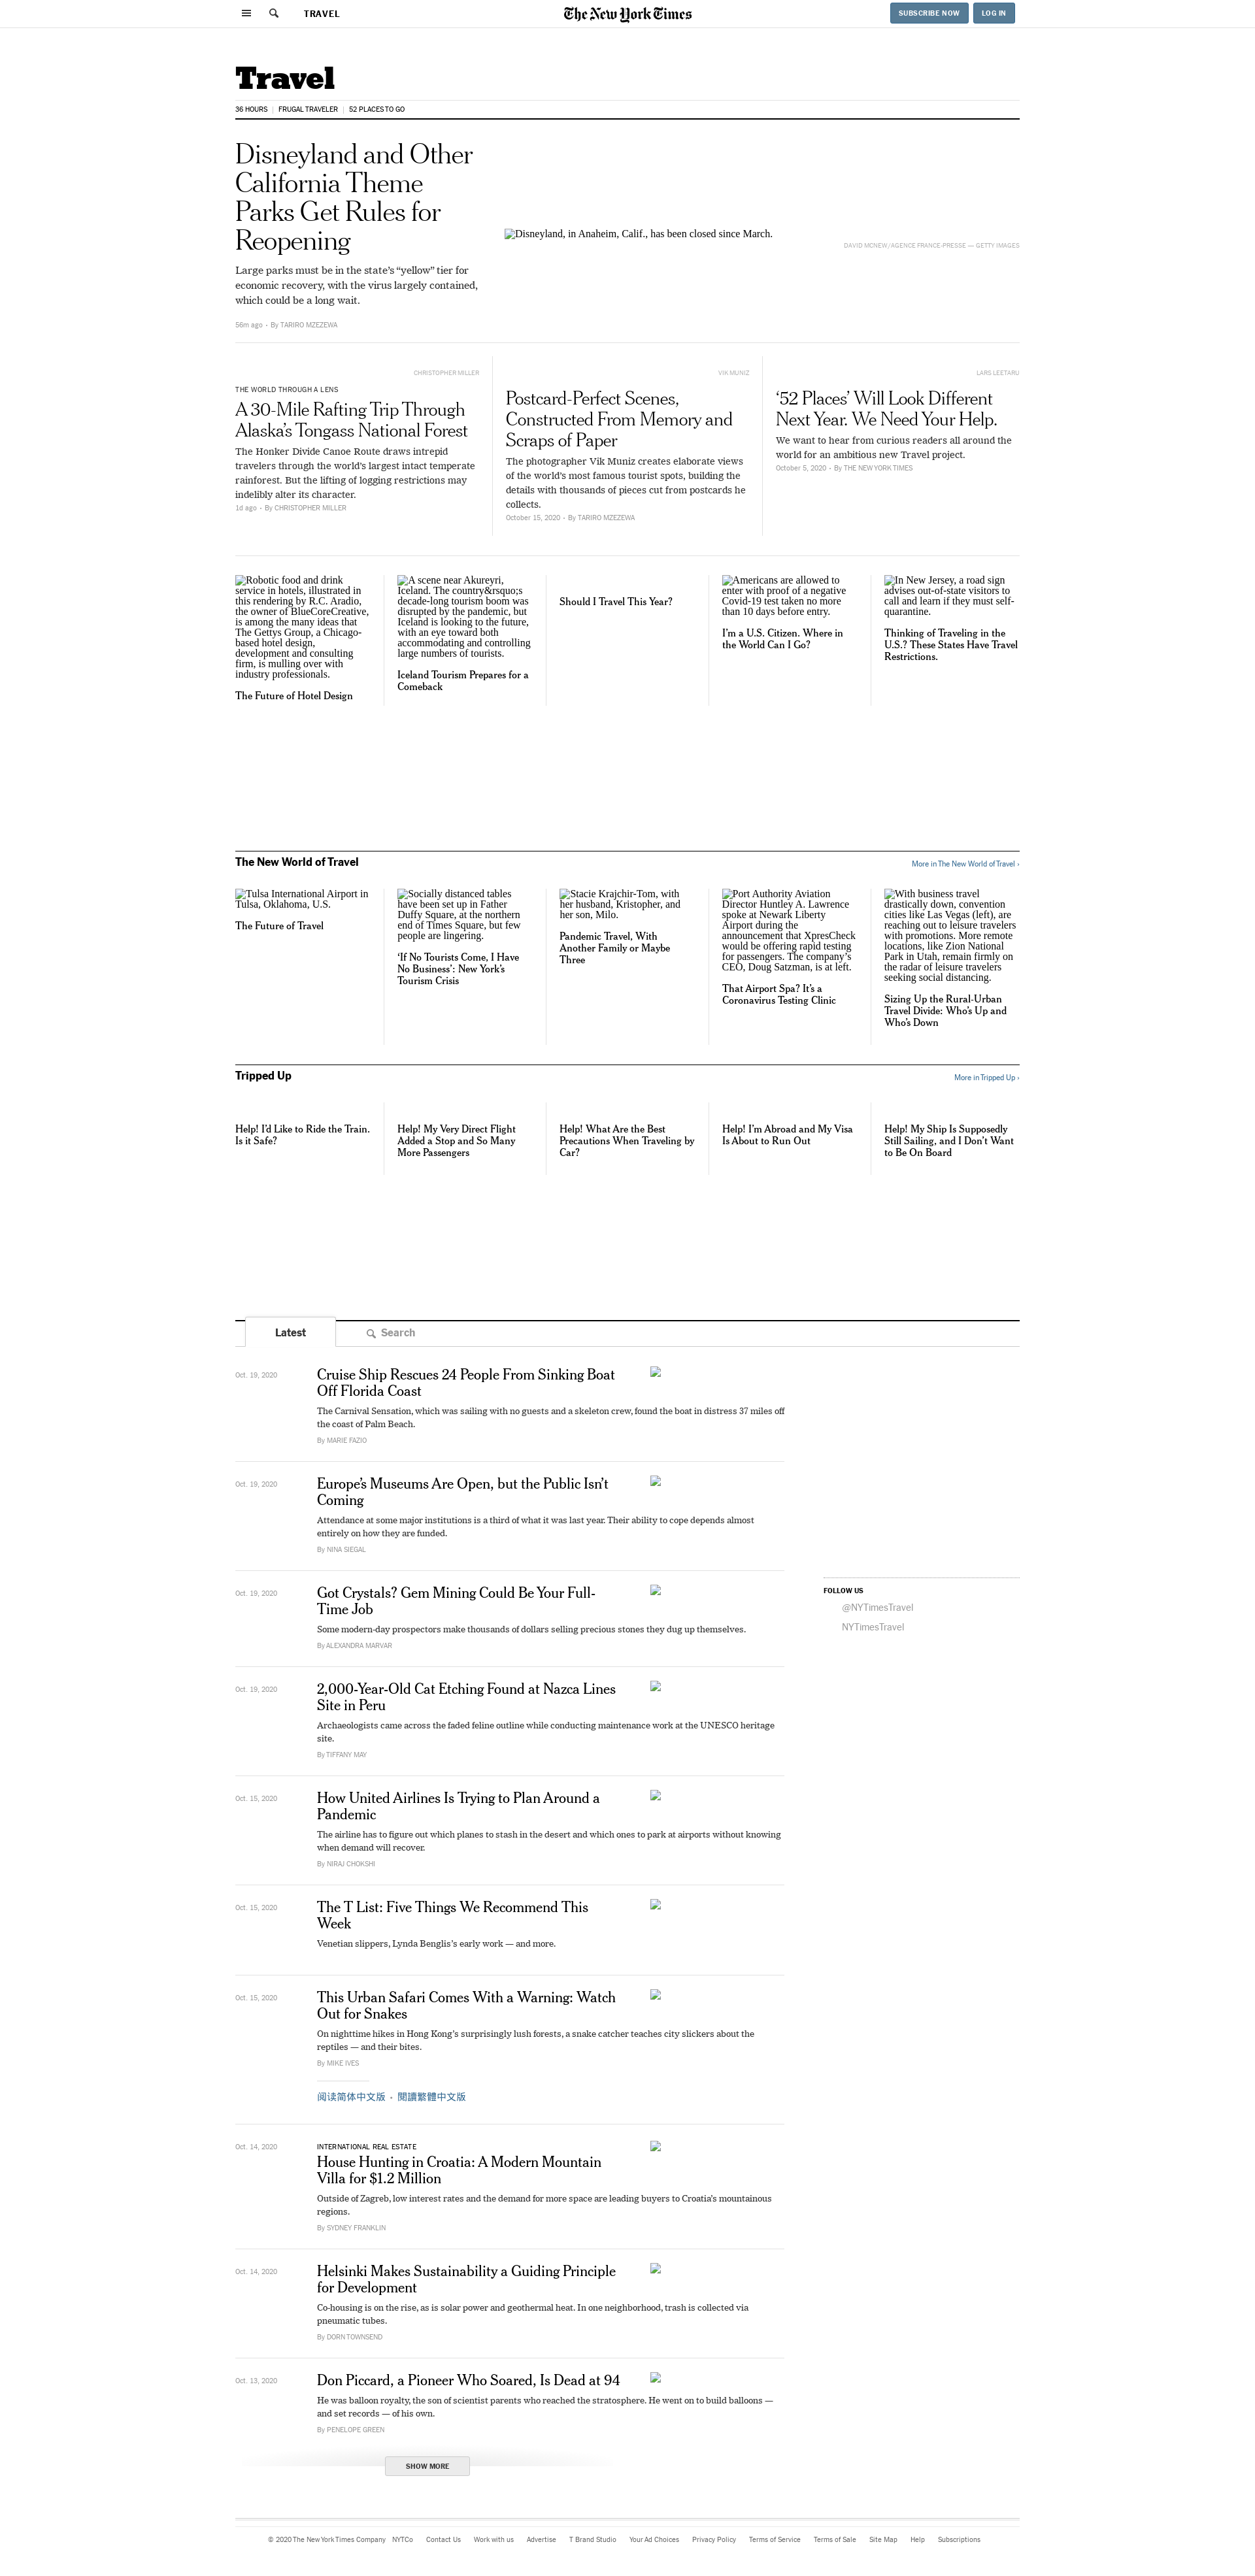 TRAVEL
The New York Times
SUBSCRIBE NOW
LOG IN
Travel
36 HOURS
FRUGAL TRAVELER
52 PLACES TO GO
Disneyland and Other
California Theme
Parks Get Rules for
Reopening
Large parks must be in the state’s “yellow” tier for
economic recovery, with the virus largely contained,
which could be a long wait.
56m ago - By TARIRO MZEZEWA
Disneyland, in Anaheim, Calif., has been closed since March.
DAVID MCNEW/AGENCE FRANCE-PRESSE — GETTY IMAGES
CHRISTOPHER MILLER
THE WORLD THROUGH A LENS
A 30-Mile Rafting Trip Through
Alaska’s Tongass National Forest
The Honker Divide Canoe Route draws intrepid
travelers through the world’s largest intact temperate
rainforest. But the lifting of logging restrictions may
indelibly alter its character.
1d ago - By CHRISTOPHER MILLER
VIK MUNIZ
Postcard-Perfect Scenes,
Constructed From Memory and
Scraps of Paper
The photographer Vik Muniz creates elaborate views
of the world’s most famous tourist spots, building the
details with thousands of pieces cut from postcards he
collects.
October 15, 2020 - By TARIRO MZEZEWA
LARS LEETARU
‘52 Places’ Will Look Different
Next Year. We Need Your Help.
We want to hear from curious readers all around the
world for an ambitious new Travel project.
October 5, 2020 - By THE NEW YORK TIMES
Robotic food and drink
service in hotels, illustrated in
this rendering by R.C. Aradio,
the owner of BlueCoreCreative,
is among the many ideas that
The Gettys Group, a Chicago-
based hotel design,
development and consulting
firm, is mulling over with
industry professionals.
The Future of Hotel Design
A scene near Akureyri,
Iceland. The country&rsquo;s
decade-long tourism boom was
disrupted by the pandemic, but
Iceland is looking to the future,
with an eye toward both
accommodating and controlling
large numbers of tourists.
Iceland Tourism Prepares for a
Comeback
Should I Travel This Year?
Americans are allowed to
enter with proof of a negative
Covid-19 test taken no more
than 10 days before entry.
I’m a U.S. Citizen. Where in
the World Can I Go?
In New Jersey, a road sign
advises out-of-state visitors to
call and learn if they must self-
quarantine.
Thinking of Traveling in the
U.S.? These States Have Travel
Restrictions.
The New World of Travel
More in The New World of Travel ›
Tulsa International Airport in
Tulsa, Oklahoma, U.S.
The Future of Travel
Socially distanced tables
have been set up in Father
Duffy Square, at the northern
end of Times Square, but few
people are lingering.
‘If No Tourists Come, I Have
No Business’: New York’s
Tourism Crisis
Stacie Krajchir-Tom, with
her husband, Kristopher, and
her son, Milo.
Pandemic Travel, With
Another Family or Maybe
Three
Port Authority Aviation
Director Huntley A. Lawrence
spoke at Newark Liberty
Airport during the
announcement that XpresCheck
would be offering rapid testing
for passengers. The company’s
CEO, Doug Satzman, is at left.
That Airport Spa? It’s a
Coronavirus Testing Clinic
With business travel
drastically down, convention
cities like Las Vegas (left), are
reaching out to leisure travelers
with promotions. More remote
locations, like Zion National
Park in Utah, remain firmly on
the radar of leisure travelers
seeking social distancing.
Sizing Up the Rural-Urban
Travel Divide: Who’s Up and
Who’s Down
Tripped Up
More in Tripped Up ›
Help! I’d Like to Ride the Train.
Is it Safe?
Help! My Very Direct Flight
Added a Stop and So Many
More Passengers
Help! What Are the Best
Precautions When Traveling by
Car?
Help! I’m Abroad and My Visa
Is About to Run Out
Help! My Ship Is Supposedly
Still Sailing, and I Don’t Want
to Be On Board
Latest
Search
Oct. 19, 2020
Cruise Ship Rescues 24 People From Sinking Boat
Off Florida Coast
The Carnival Sensation, which was sailing with no guests and a skeleton crew, found the boat in distress 37 miles off
the coast of Palm Beach.
By MARIE FAZIO
Oct. 19, 2020
Europe’s Museums Are Open, but the Public Isn’t
Coming
Attendance at some major institutions is a third of what it was last year. Their ability to cope depends almost
entirely on how they are funded.
By NINA SIEGAL
Oct. 19, 2020
Got Crystals? Gem Mining Could Be Your Full-
Time Job
Some modern-day prospectors make thousands of dollars selling precious stones they dug up themselves.
By ALEXANDRA MARVAR
FOLLOW US
@NYTimesTravel
NYTimesTravel
Oct. 19, 2020
2,000-Year-Old Cat Etching Found at Nazca Lines
Site in Peru
Archaeologists came across the faded feline outline while conducting maintenance work at the UNESCO heritage
site.
By TIFFANY MAY
Oct. 15, 2020
How United Airlines Is Trying to Plan Around a
Pandemic
The airline has to figure out which planes to stash in the desert and which ones to park at airports without knowing
when demand will recover.
By NIRAJ CHOKSHI
Oct. 15, 2020
The T List: Five Things We Recommend This
Week
Venetian slippers, Lynda Benglis’s early work — and more.
Oct. 15, 2020
This Urban Safari Comes With a Warning: Watch
Out for Snakes
On nighttime hikes in Hong Kong’s surprisingly lush forests, a snake catcher teaches city slickers about the
reptiles — and their bites.
By MIKE IVES
阅读简体中文版 • 閱讀繁體中文版
Oct. 14, 2020
INTERNATIONAL REAL ESTATE
House Hunting in Croatia: A Modern Mountain
Villa for $1.2 Million
Outside of Zagreb, low interest rates and the demand for more space are leading buyers to Croatia’s mountainous
regions.
By SYDNEY FRANKLIN
Oct. 14, 2020
Helsinki Makes Sustainability a Guiding Principle
for Development
Co-housing is on the rise, as is solar power and geothermal heat. In one neighborhood, trash is collected via
pneumatic tubes.
By DORN TOWNSEND
Oct. 13, 2020
Don Piccard, a Pioneer Who Soared, Is Dead at 94
He was balloon royalty, the son of scientist parents who reached the stratosphere. He went on to build balloons —
and set records — of his own.
By PENELOPE GREEN
SHOW MORE
© 2020 The New York Times Company NYTCo Contact Us Work with us Advertise T Brand Studio Your Ad Choices Privacy Policy Terms of Service Terms of Sale Site Map Help Subscriptions